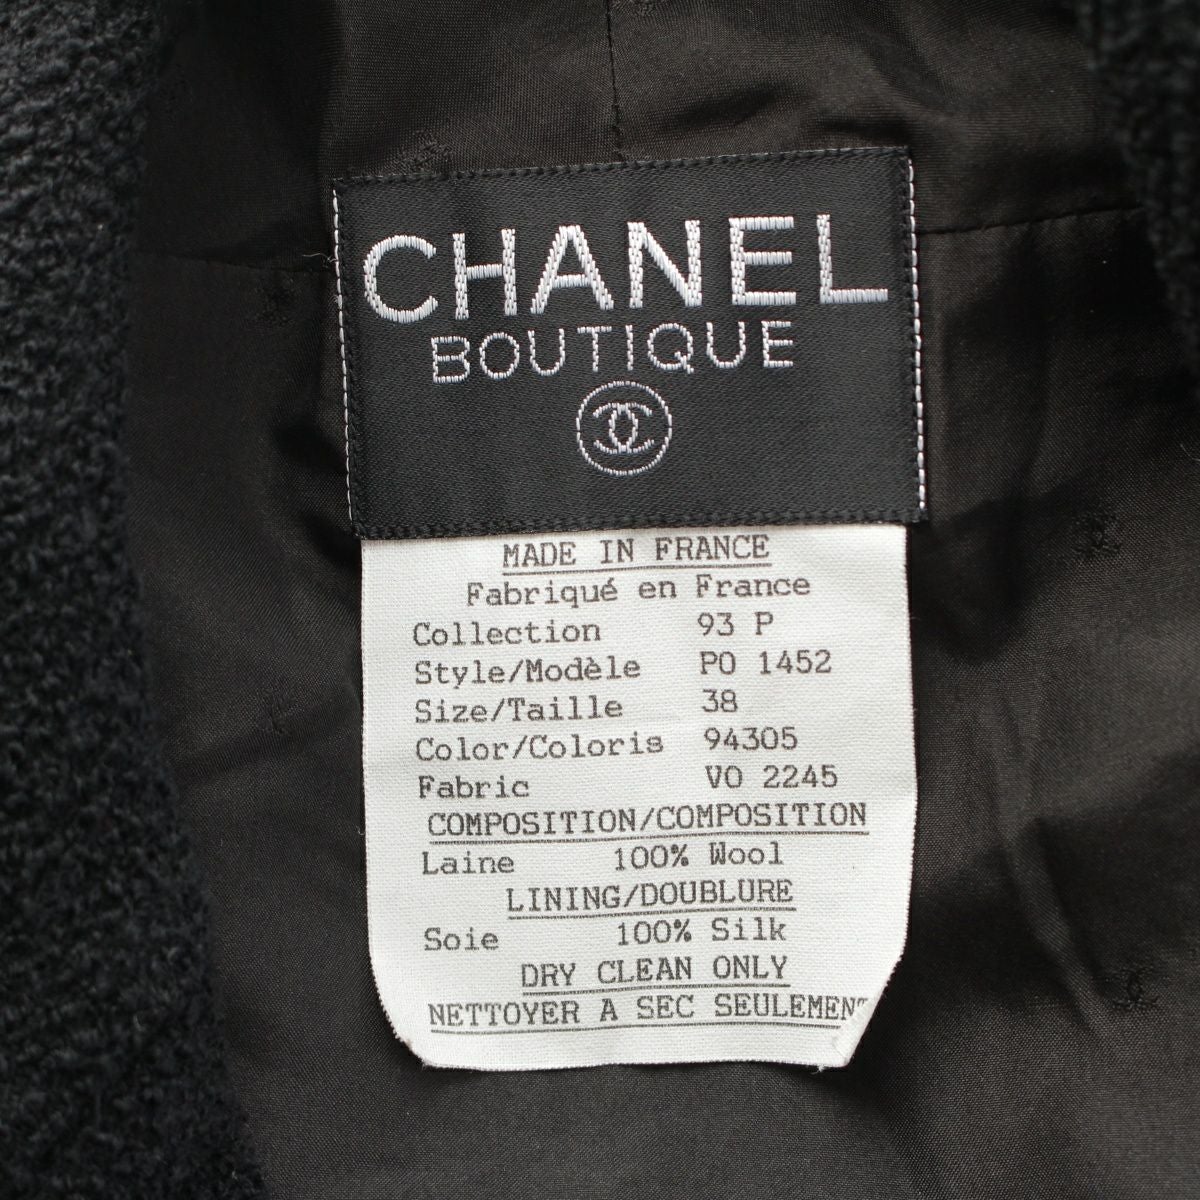 CHANEL
BOUTIQUE
MADE IN FRANCE
Fabriqué en France
Collection 93 P
Style/Modèle PO 1452
Size/Taille 38
Color/Coloris 94305
Fabric VO 2245
COMPOSITION/COMPOSITION
Laine 100% Wool
LINING/DOUBLURE
Soie 100% Silk
DRY CLEAN ONLY
NETTOYER A SEC SEULEMENT